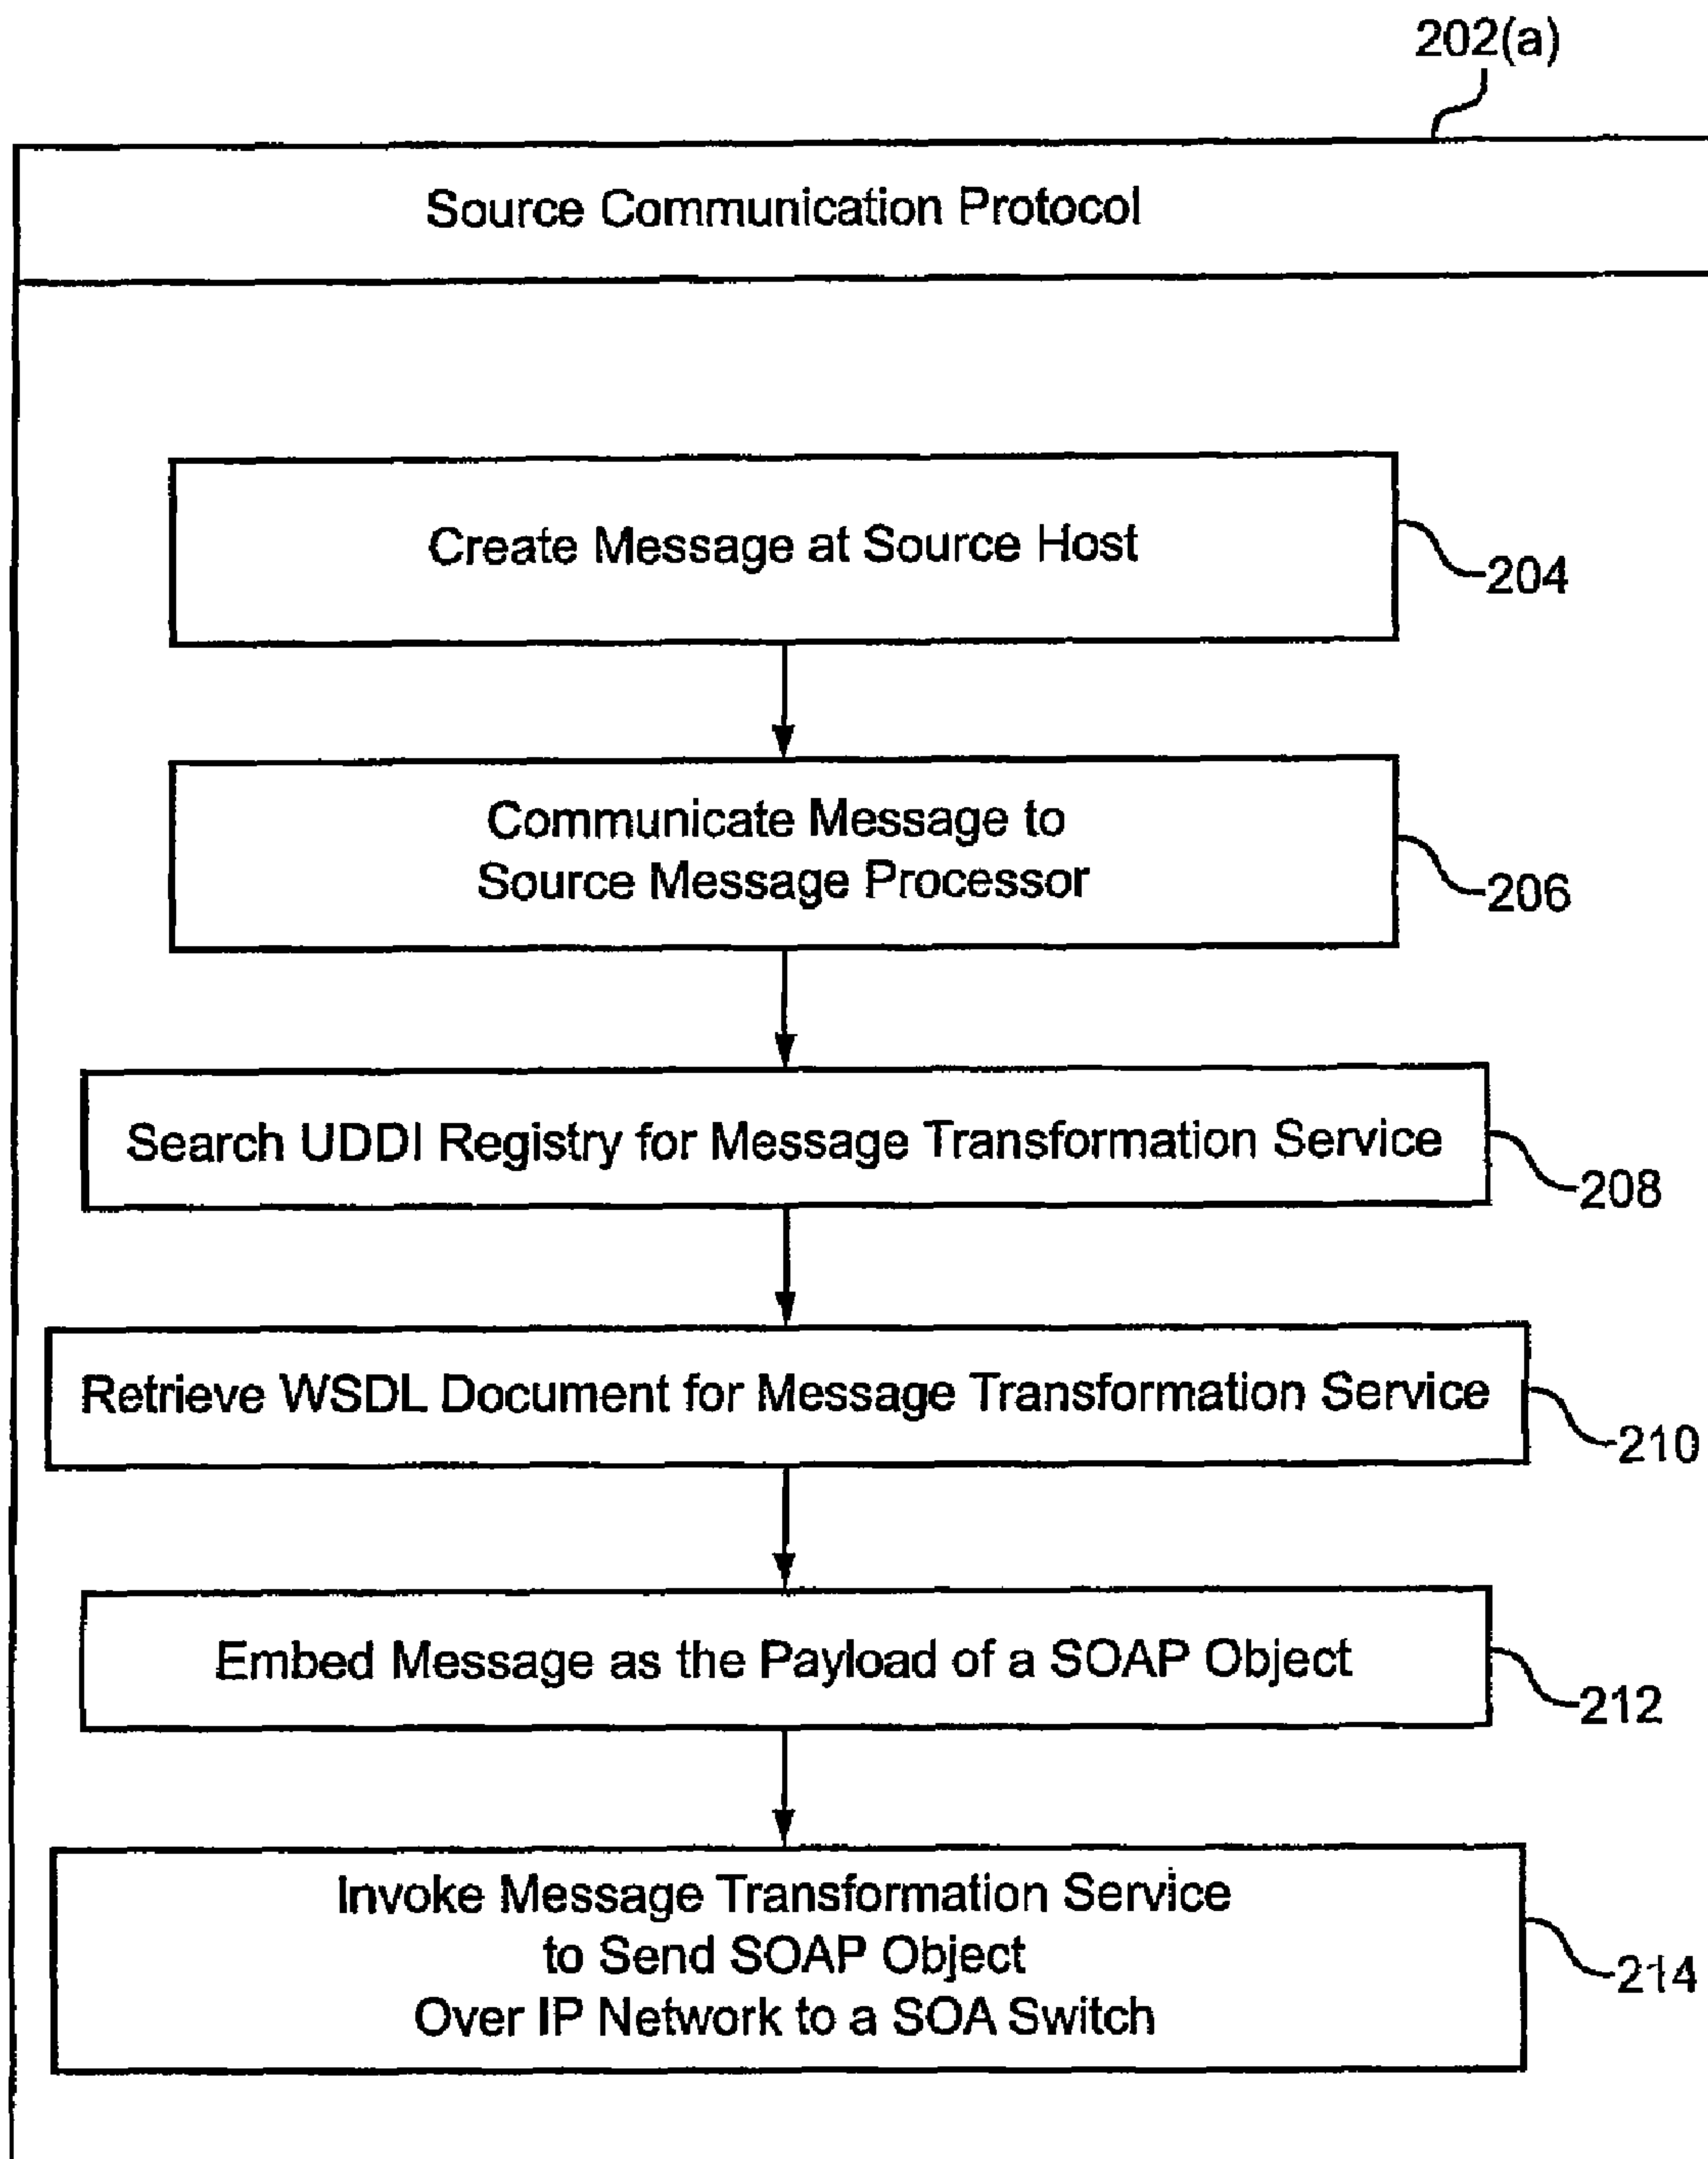 202(a)
Source Communication Protocol
Create Message at Source Host
204
Communicate Message to
Source Message Processor
206
Search UDDI Registry for Message Transformation Service
208
Retrieve WSDL Document for Message Transformation Service
210
Embed Message as the Payload of a SOAP Object
212
Invoke Message Transformation Service
to Send SOAP Object
Over IP Network to a SOA Switch
214